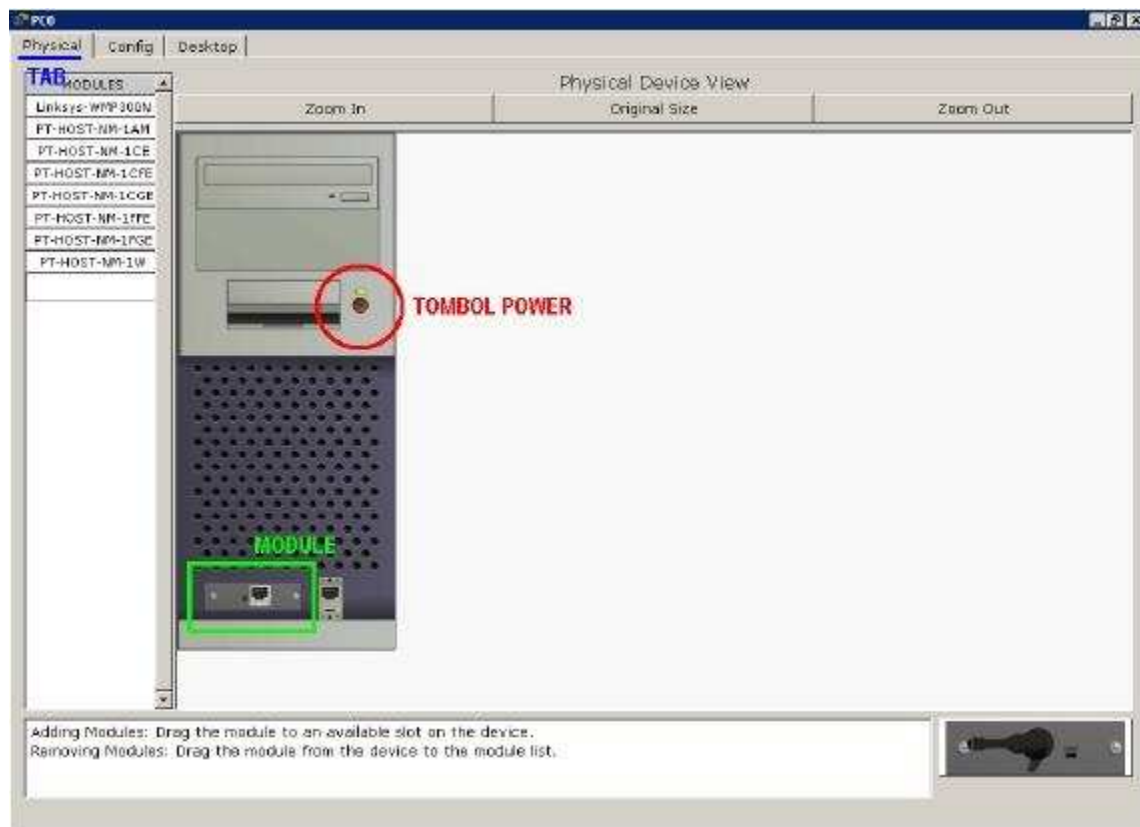 PC0
Physical Config Desktop
TAB
MODULES
Physical Device View
Linksys-WMP300N
Zoom In Original Size Zoom Out
PT-HOST-NM-1AM
PT-HOST-NM-1CE
PT-HOST-NM-1CFE
PT-HOST-NM-1CGE
PT-HOST-NM-1FFE
PT-HOST-NM-1FGE
PT-HOST-NM-1W
TOMBOL POWER
MODULE
Adding Modules: Drag the module to an available slot on the device.
Removing Modules: Drag the module from the device to the module list.